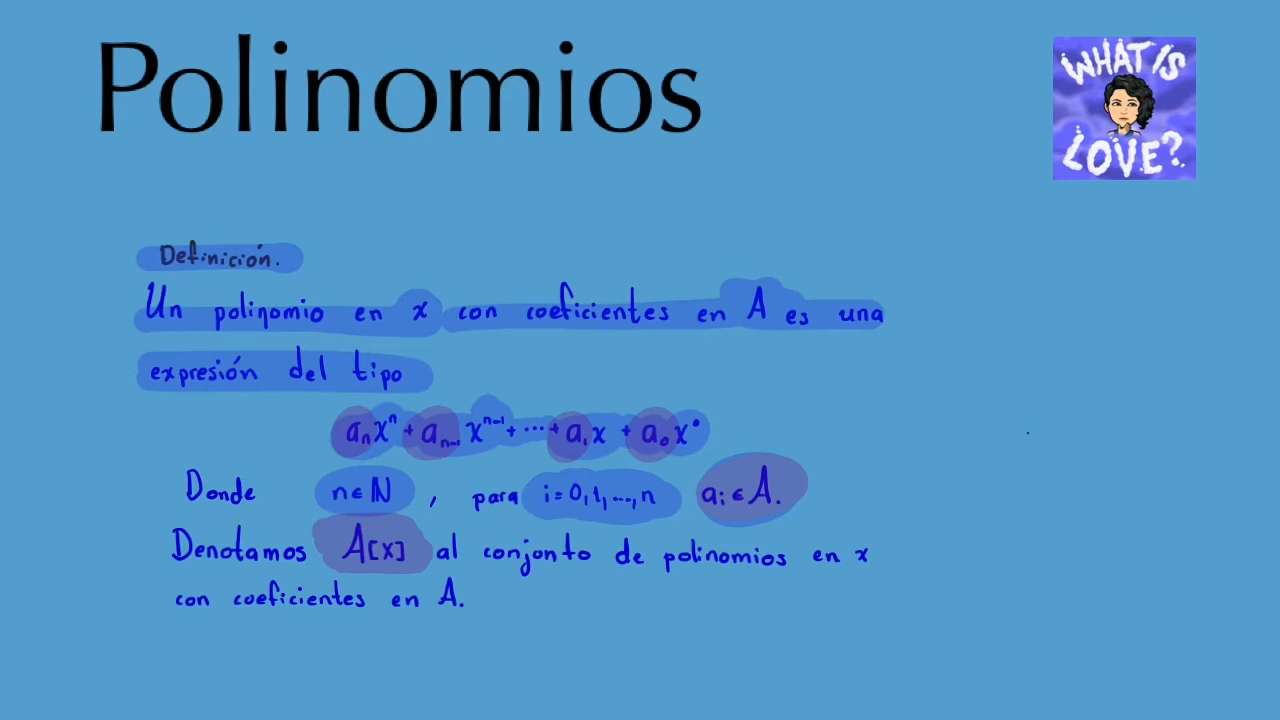 Polinomios
WHAT IS
LOVE?
Definición.
Un polinomio en x con coeficientes en A es una
expresión del tipo
aₙxⁿ + aₙ₋₁xⁿ⁻¹ + ⋯ + a₁x + a₀x⁰
Donde n ∈ ℕ, para i = 0, 1, ..., n aᵢ ∈ A.
Denotamos A[x] al conjunto de polinomios en x
con coeficientes en A.